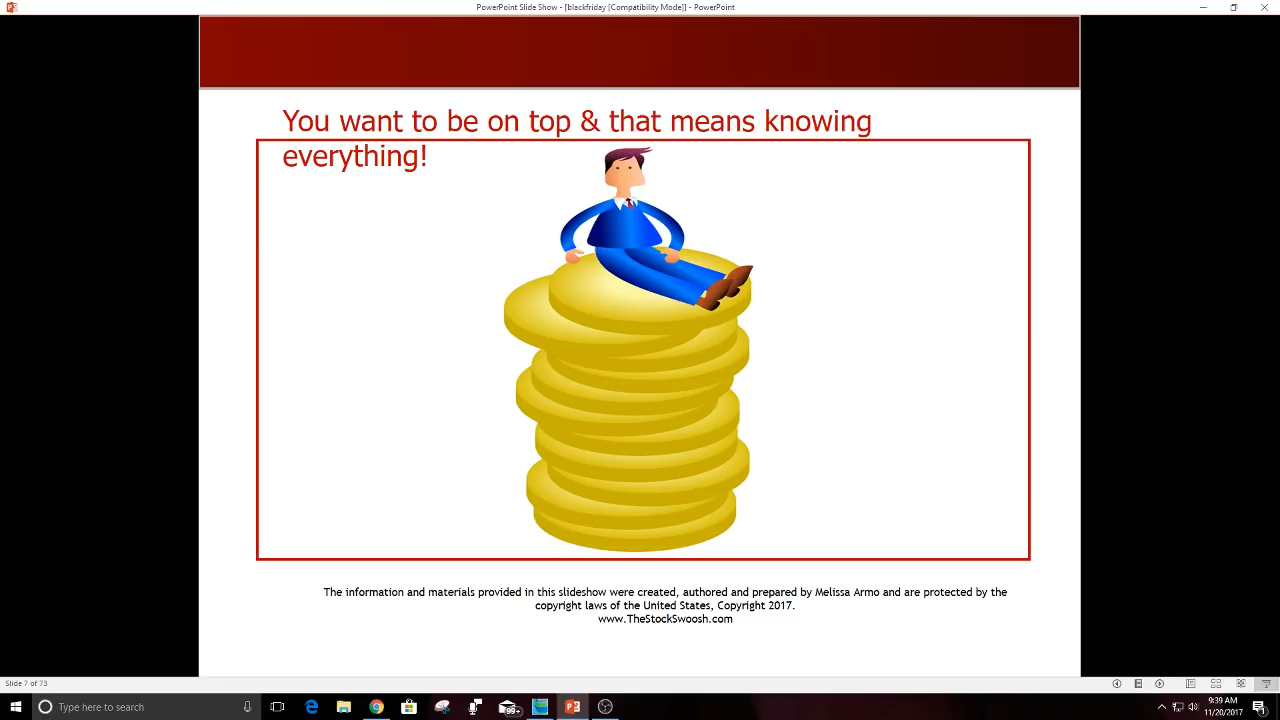 PowerPoint Slide Show - [blackfriday [Compatibility Mode]] - PowerPoint
You want to be on top & that means knowing
everything!
The information and materials provided in this slideshow were created, authored and prepared by Melissa Armo and are protected by the
copyright laws of the United States, Copyright 2017.
www.TheStockSwoosh.com
Slide 7 of 73
Type here to search
99+
9:39 AM
11/20/2017
1